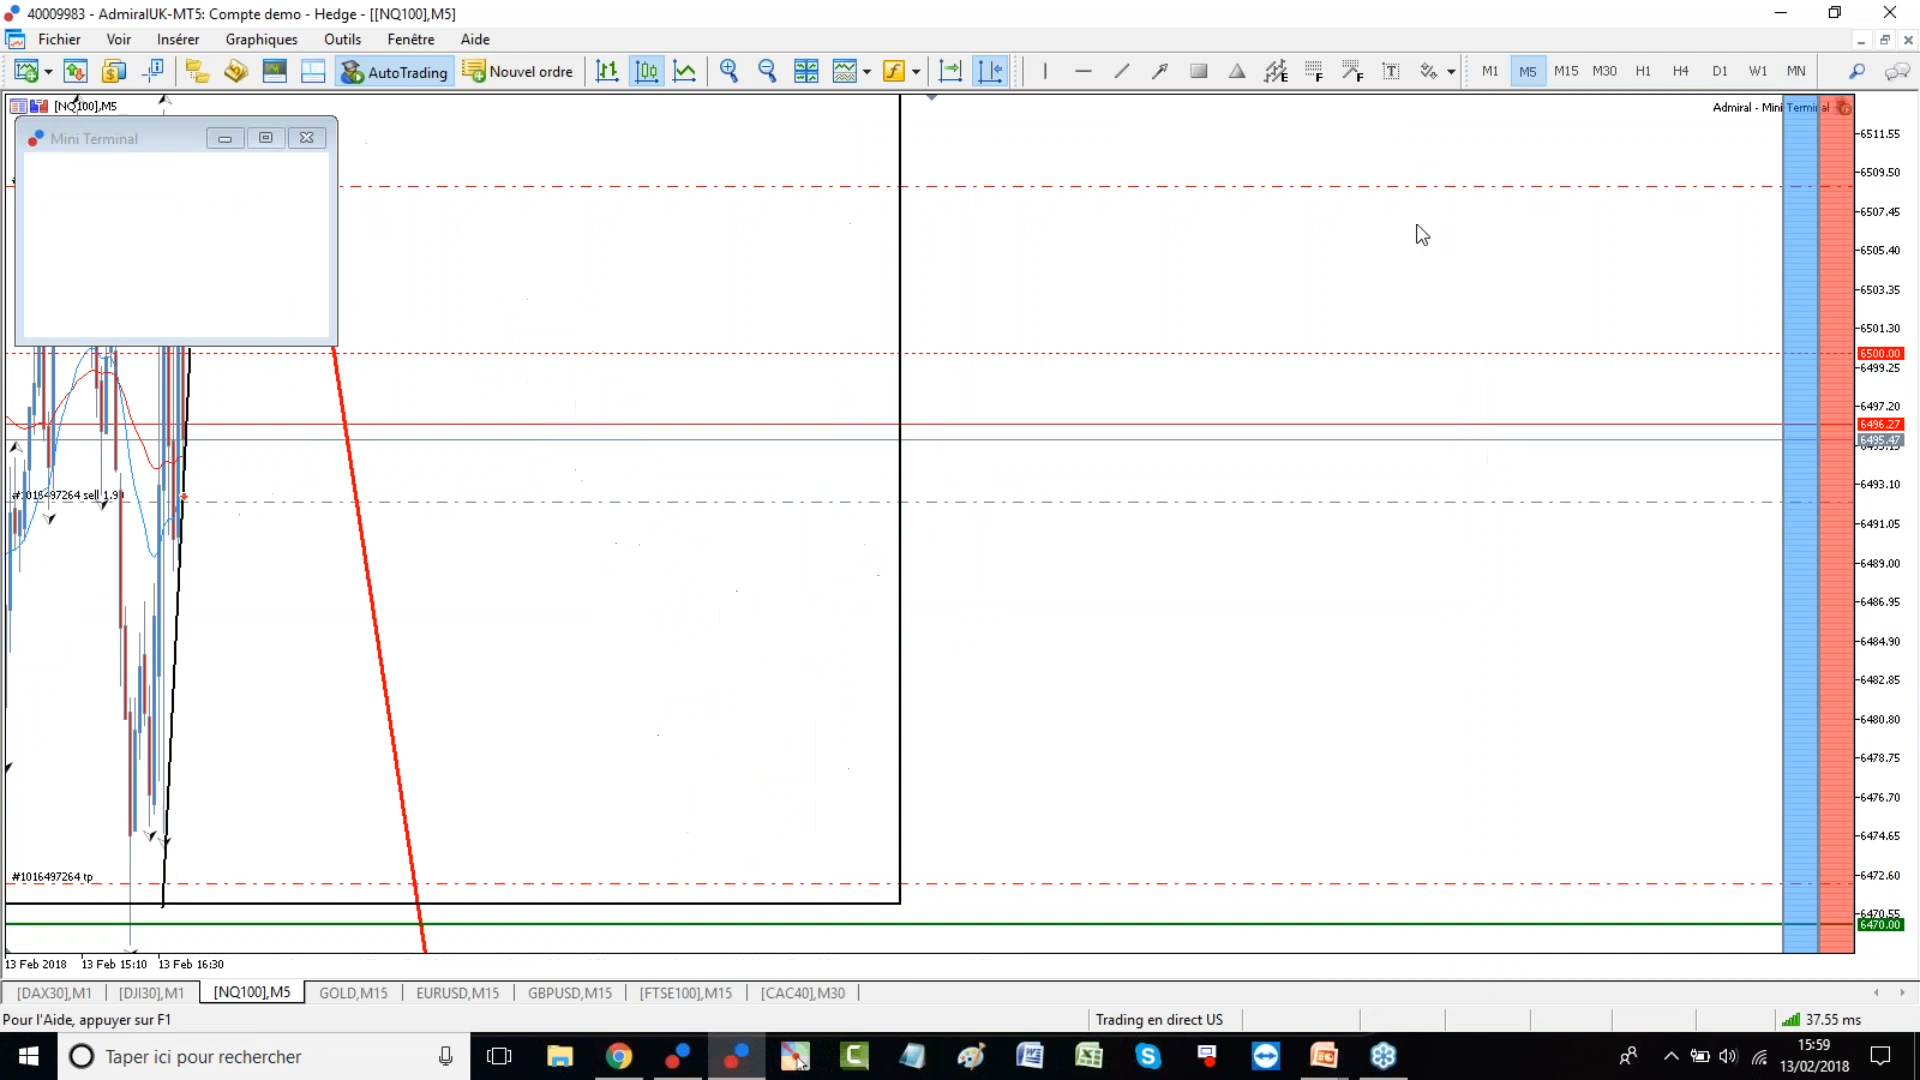 40009983 - AdmiralUK-MT5: Compte demo - Hedge - [[NQ100],M5]
Fichier Voir Insérer Graphiques Outils Fenêtre Aide
AutoTrading Nouvel ordre M1 M5 M15 M30 H1 H4 D1 W1 MN
[NQ100],M5
Admiral - Mini Terminal
Mini Terminal
6511.55
6509.50
6507.45
6505.40
6503.35
6501.30
6500.00
6499.25
6497.20
6496.27
6495.47
6493.10
#1016497264 sell 1.90
6491.05
6489.00
6486.95
6484.90
6482.85
6480.80
6478.75
6476.70
6474.65
#1016497264 tp
6472.60
6470.55
6470.00
13 Feb 2018 13 Feb 15:10 13 Feb 16:30
[DAX30],M1 [DJI30],M1 [NQ100],M5 GOLD,M15 EURUSD,M15 GBPUSD,M15 [FTSE100],M15 [CAC40],M30
Pour l'Aide, appuyer sur F1 Trading en direct US 37.55 ms
Taper ici pour rechercher
15:59
13/02/2018